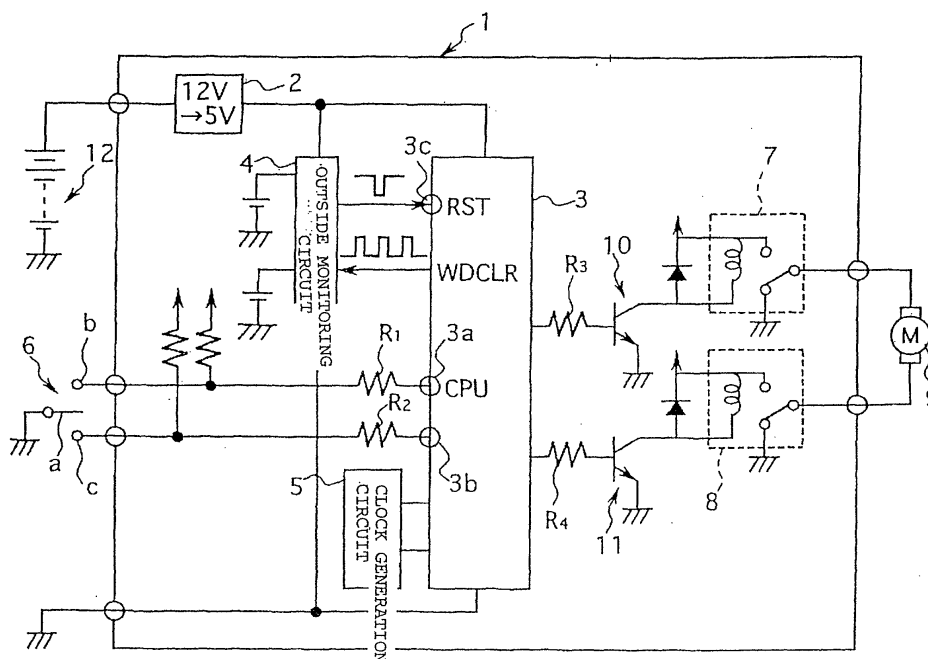 1
12V
→5V
2
12
4
OUTSIDE MONITORING
CIRCUIT
3c
RST
3
WDCLR
7
10
R3
M
b
6
R1
3a
CPU
R2
a
c
3b
5
CLOCK GENERATION
CIRCUIT
R4
11
8